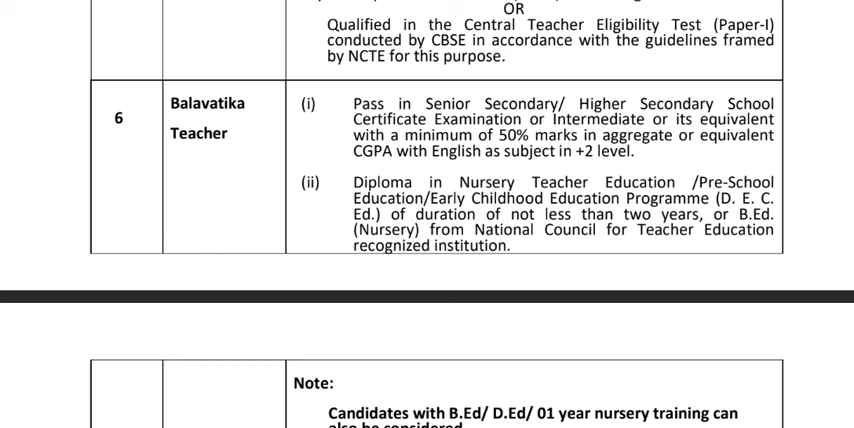 OR
Qualified in the Central Teacher Eligibility Test (Paper-I)
conducted by CBSE in accordance with the guidelines framed
by NCTE for this purpose.
6
Balavatika
Teacher
(i) Pass in Senior Secondary/ Higher Secondary School
Certificate Examination or Intermediate or its equivalent
with a minimum of 50% marks in aggregate or equivalent
CGPA with English as subject in +2 level.
(ii) Diploma in Nursery Teacher Education /Pre-School
Education/Early Childhood Education Programme (D. E. C.
Ed.) of duration of not less than two years, or B.Ed.
(Nursery) from National Council for Teacher Education
recognized institution.
Note:
Candidates with B.Ed/ D.Ed/ 01 year nursery training can
also be considered